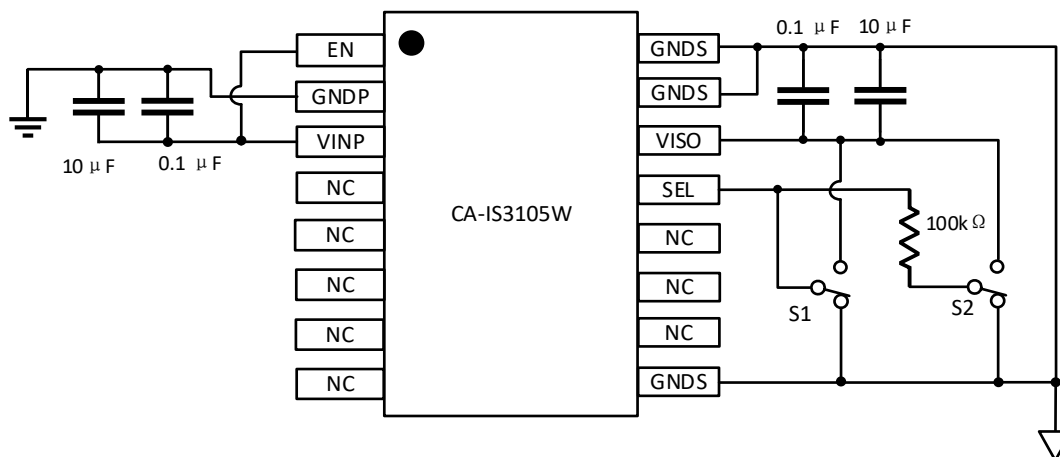 0.1 μF 10 μF
EN
GNDP
VINP
NC
NC
NC
NC
NC
10 μF 0.1 μF
CA-IS3105W
GNDS
GNDS
VISO
SEL
NC
NC
NC
GNDS
100kΩ
S1
S2